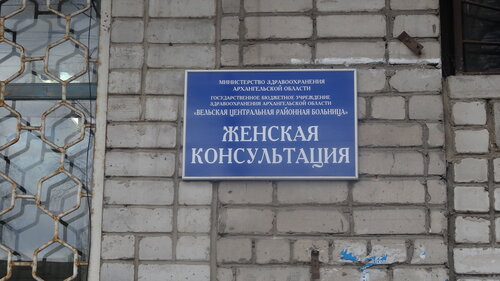 МИНИСТЕРСТВО ЗДРАВООХРАНЕНИЯ
АРХАНГЕЛЬСКОЙ ОБЛАСТИ
ГОСУДАРСТВЕННОЕ БЮДЖЕТНОЕ УЧРЕЖДЕНИЕ
ЗДРАВООХРАНЕНИЯ АРХАНГЕЛЬСКОЙ ОБЛАСТИ
«ВЕЛЬСКАЯ ЦЕНТРАЛЬНАЯ РАЙОННАЯ БОЛЬНИЦА»
ЖЕНСКАЯ
КОНСУЛЬТАЦИЯ